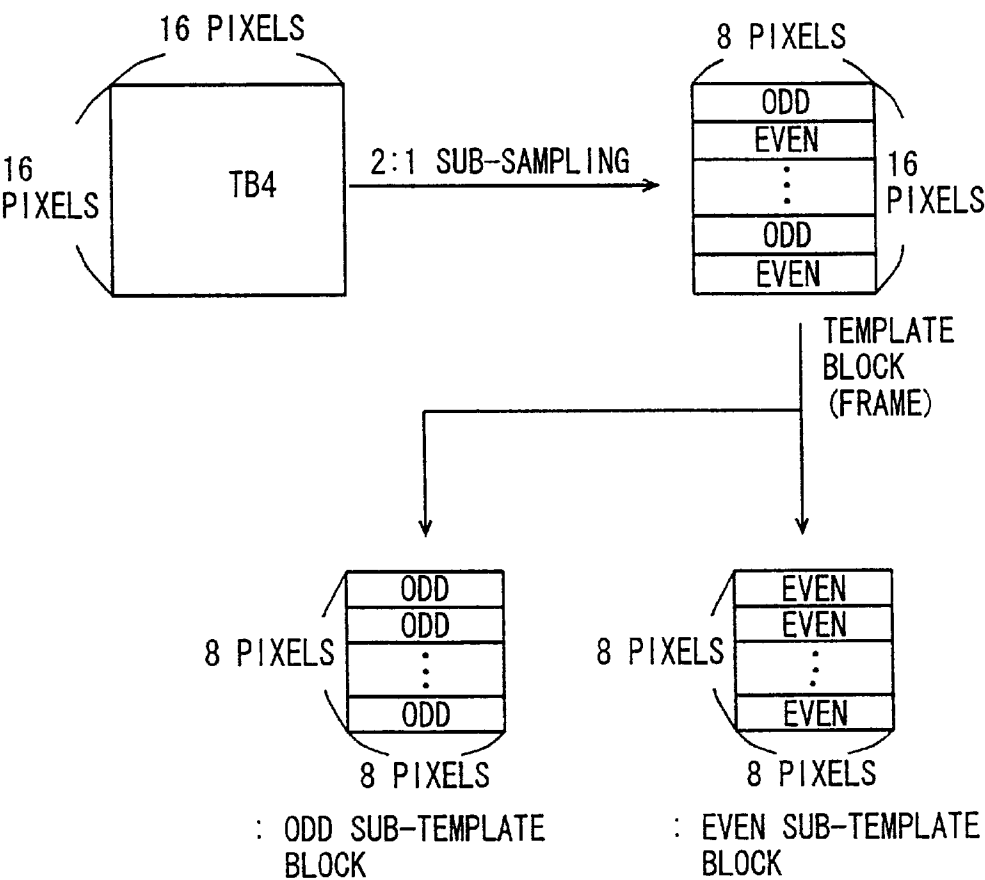 16 PIXELS
16
PIXELS
TB4
2:1 SUB-SAMPLING
8 PIXELS
ODD
EVEN
ODD
EVEN
16
PIXELS
TEMPLATE
BLOCK
(FRAME)
8 PIXELS
ODD
ODD
ODD
8 PIXELS
: ODD SUB-TEMPLATE
BLOCK
8 PIXELS
EVEN
EVEN
EVEN
8 PIXELS
: EVEN SUB-TEMPLATE
BLOCK